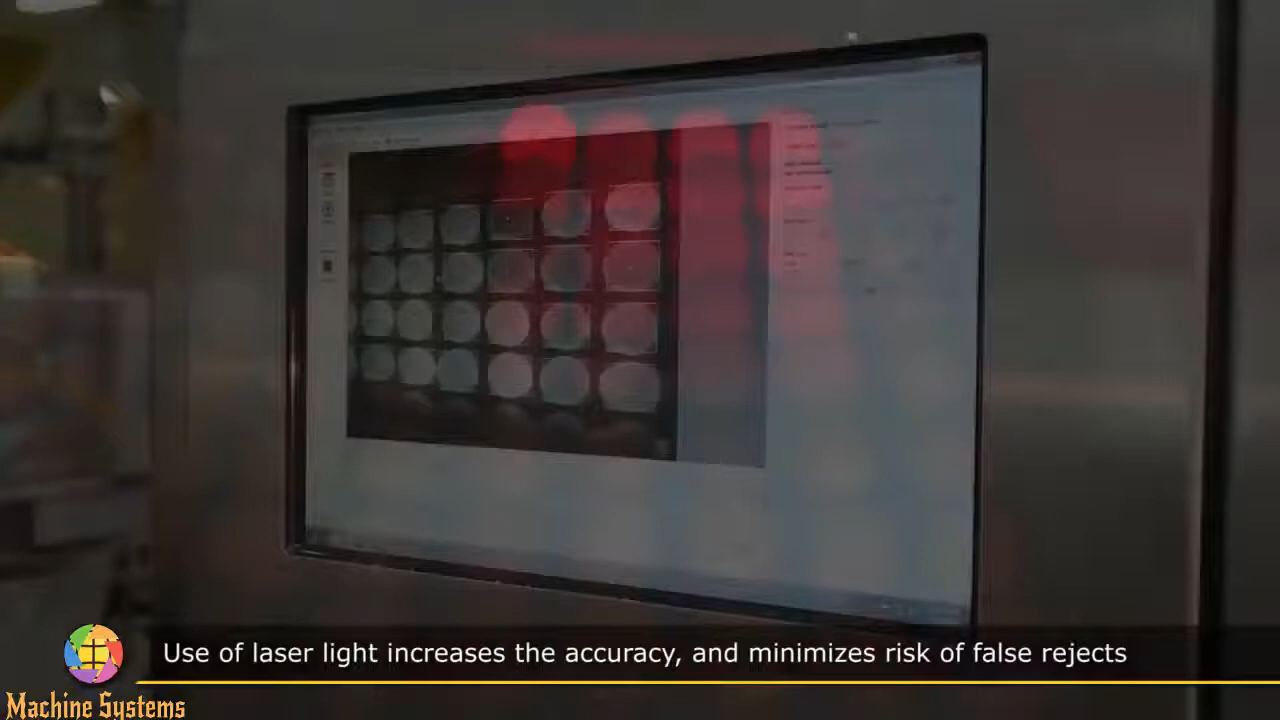 Use of laser light increases the accuracy, and minimizes risk of false rejects
Machine Systems